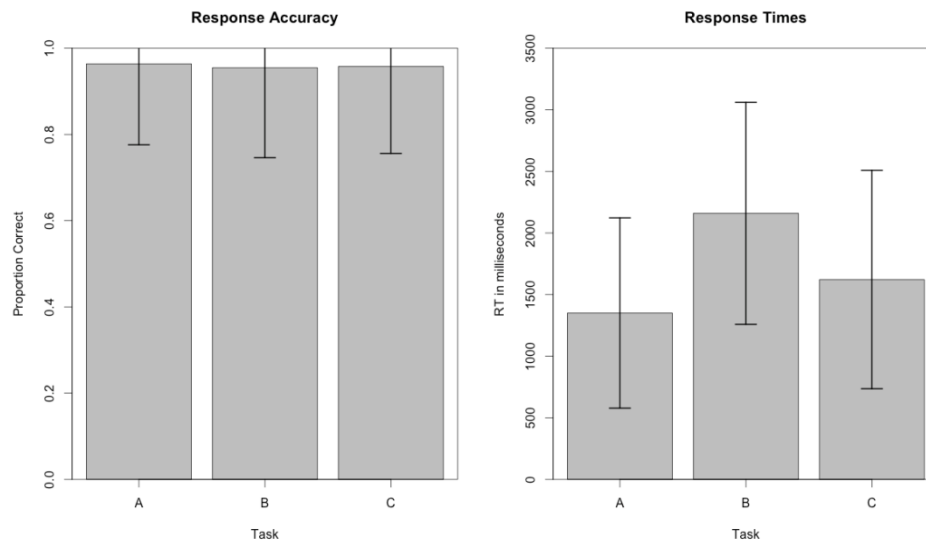 Response Accuracy
Proportion Correct
0.0
0.2
0.4
0.6
0.8
1.0
A B C
Task
Response Times
RT in milliseconds
0
500
1000
1500
2000
2500
3000
3500
A B C
Task